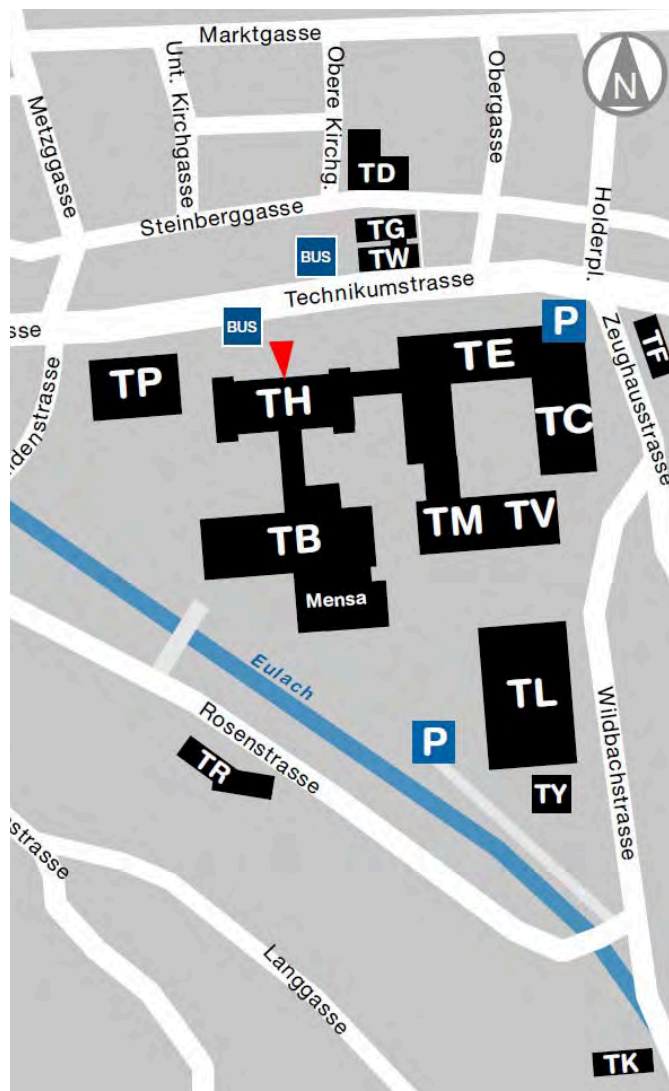 Marktgasse
Metzggasse
Unt. Kirchgasse
Obere Kirchg.
Obergasse
N
TD
Steinberggasse
Holderpl.
TG
BUS
TW
Technikumstrasse
BUS
P
sse
TP
TH
TE
TF
TC
Zeughausstrasse
idenstrasse
TB
TM
TV
Mensa
Eulach
TL
Rosenstrasse
P
Wildbachstrasse
TR
TY
strasse
Langgasse
TK